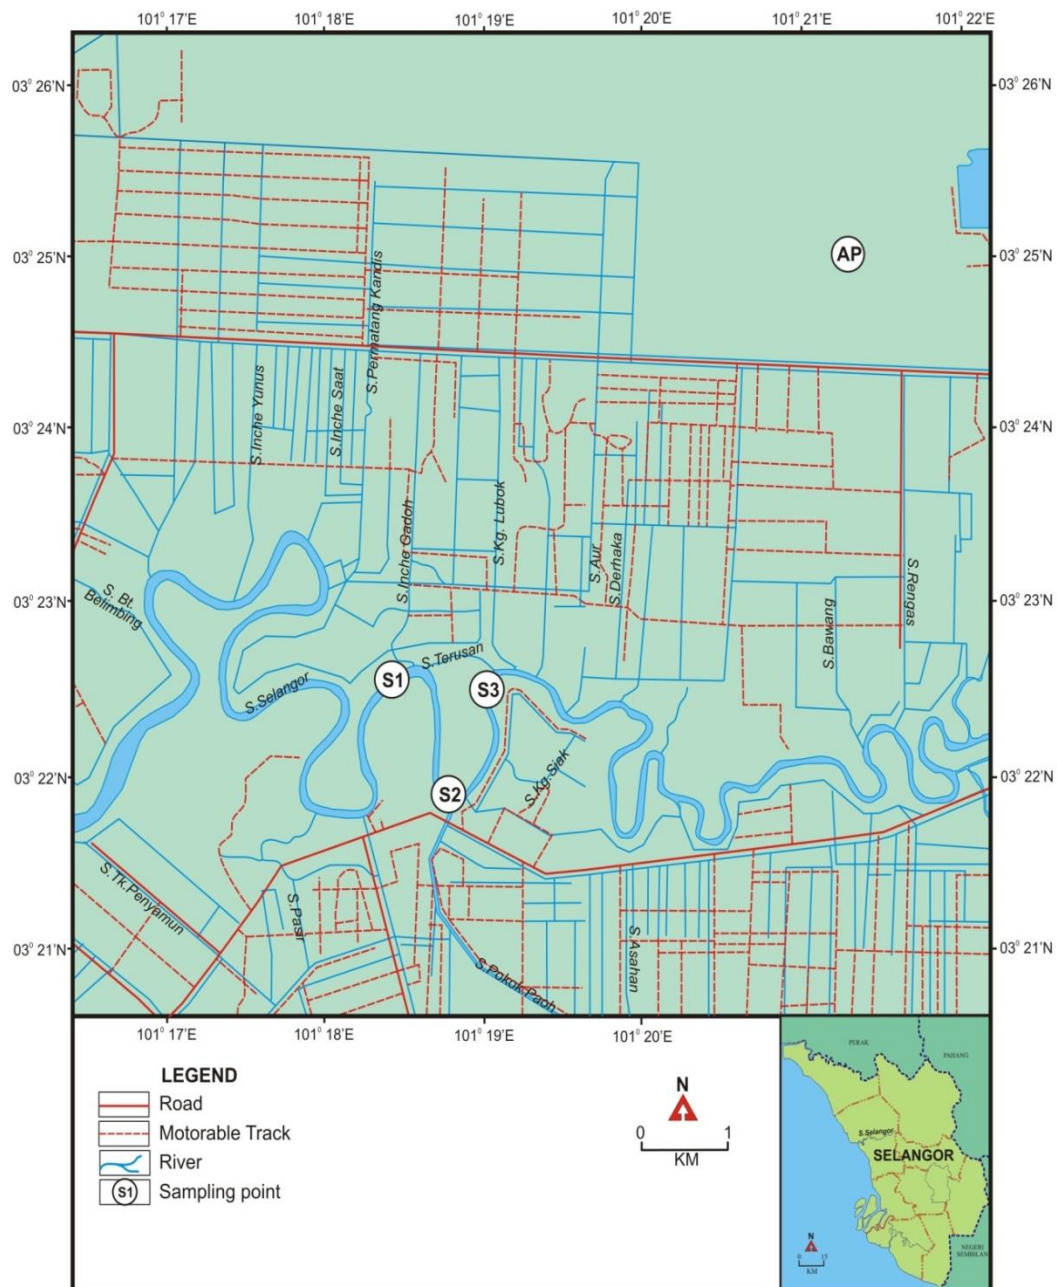 101° 17'E 101° 18'E 101° 19'E 101° 20'E 101° 21'E 101° 22'E
03° 26'N 03° 26'N
AP
03° 25'N 03° 25'N
S.Permatang Kandis
S.Inche Yunus
S.Inche Saat
03° 24'N 03° 24'N
S.Kg. Lubok
S.Inche Gadoh
S.Aur
S.Derhaka
S.Rengas
03° 23'N 03° 23'N
S. Bt.
Belimbing
S.Bawang
S.Terusan
S1
S3
S.Selangor
03° 22'N 03° 22'N
S.Kg.Siak
S2
S.Tk.Penyamun
S.Pasir
03° 21'N 03° 21'N
S.Asahan
S.Pokok Paoh
101° 17'E 101° 18'E 101° 19'E 101° 20'E
LEGEND
Road
Motorable Track
River
S1 Sampling point
N
0 1
KM
PERAK
PAHANG
S.Selangor
SELANGOR
NEGERI
SEMBILAN
N
0 15
KM